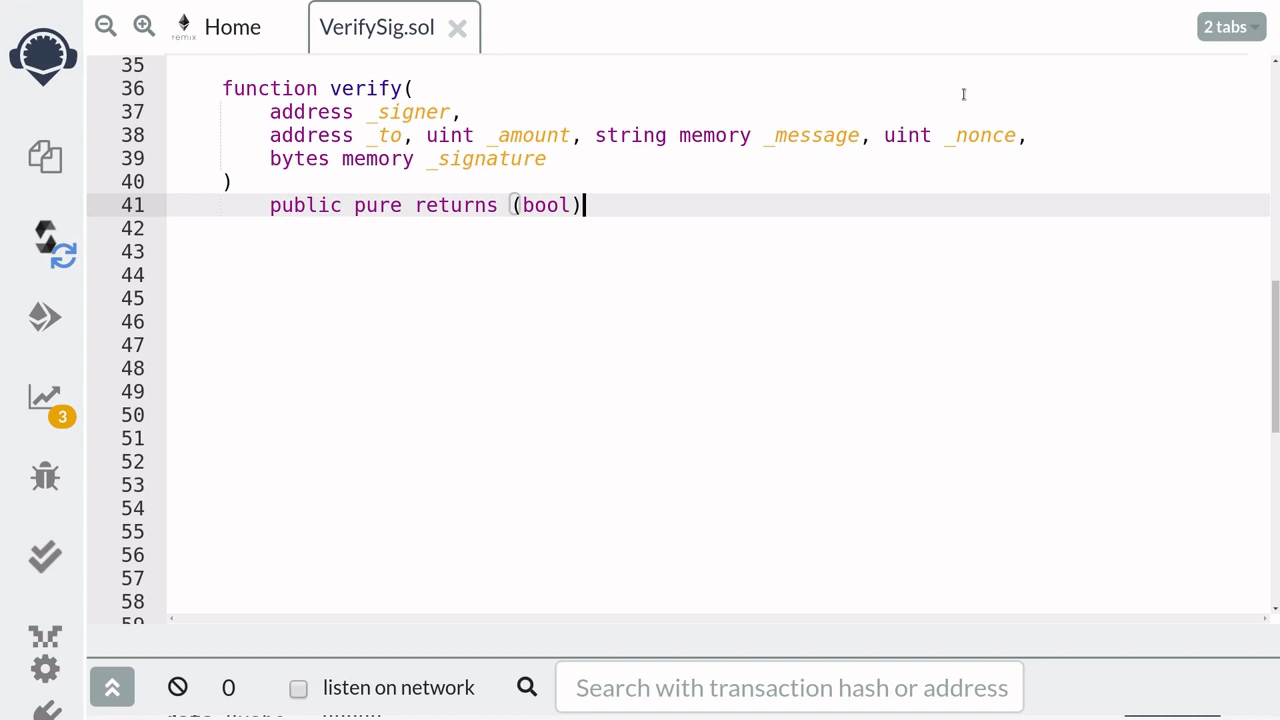 remix
Home
VerifySig.sol
2 tabs
35
36 function verify(
37 address _signer,
38 address _to, uint _amount, string memory _message, uint _nonce,
39 bytes memory _signature
40 )
41 public pure returns (bool)
42
43
44
45
46
47
48
49
50
51
52
53
54
55
56
57
58
3
0
listen on network
Search with transaction hash or address